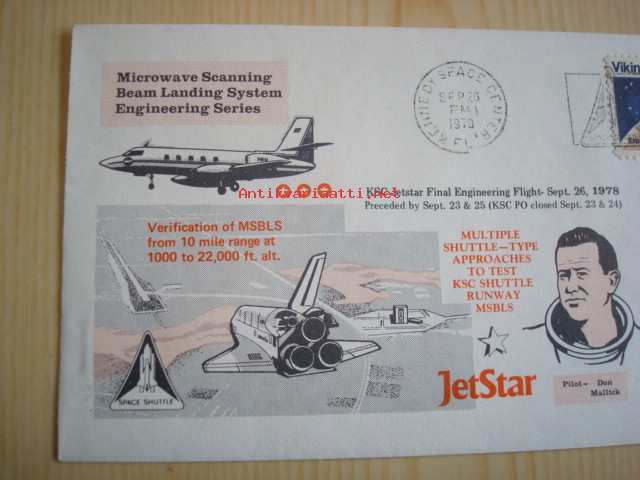 Microwave Scanning
Beam Landing System
Engineering Series
KENNEDY SPACE CENTER
SEP 26
PM
1978
FL
Viking
Antikvariaatti.net
KSC-Jetstar Final Engineering Flight- Sept. 26, 1978
Preceded by Sept. 23 & 25 (KSC PO closed Sept. 23 & 24)
Verification of MSBLS
from 10 mile range at
1000 to 22,000 ft. alt.
MULTIPLE
SHUTTLE—TYPE
APPROACHES
TO TEST
KSC SHUTTLE
RUNWAY
MSBLS
SPACE SHUTTLE
JetStar
Pilot— Don
Mallick